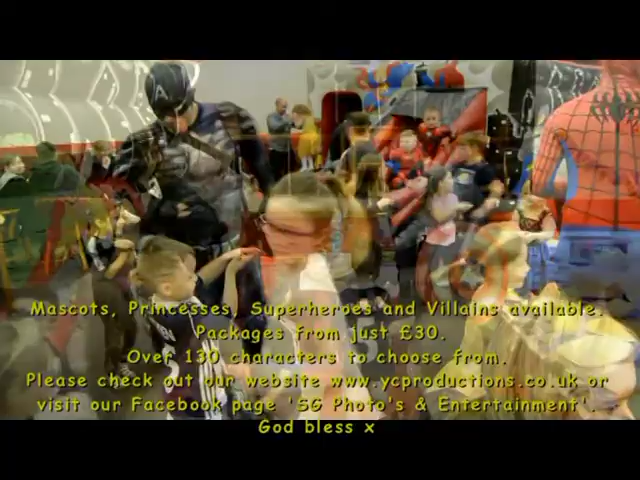 Mascots, Princesses, Superheroes and Villains available.
Packages from just £30.
Over 130 characters to choose from.
Please check out our website www.ycproductions.co.uk or
visit our Facebook page 'SG Photo's & Entertainment'.
God bless x